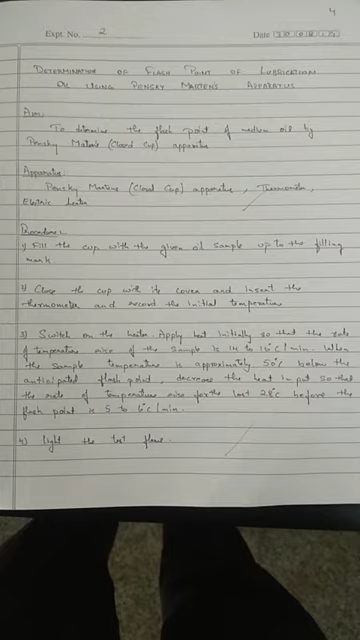 4
Expt. No. 2 Date
DETERMINATION OF FLASH POINT OF LUBRICATION
OIL USING PENSKY MARTENS APPARATUS
Aim:
To determine the flash point of medium oil by
Pensky Martens (Closed Cup) apparatus
Apparatus:
Pensky Martens (Closed Cup) apparatus, Thermometer,
Electric heater
Procedure:
1) Fill the cup with the given oil sample up to the filling
mark
2) Close the cup with its cover and Insert the
thermometer and record the initial temperature
3) Switch on the heater. Apply heat initially so that the rate
of temperature rise of the sample is 14 to 16°c/min. When
the sample temperature is approximately 50°c below the
anticipated flash point, decrease the heat in put so that
the rate of temperature rise for the last 28°c before the
flash point is 5 to 6°c/min.
4) light the test flame.